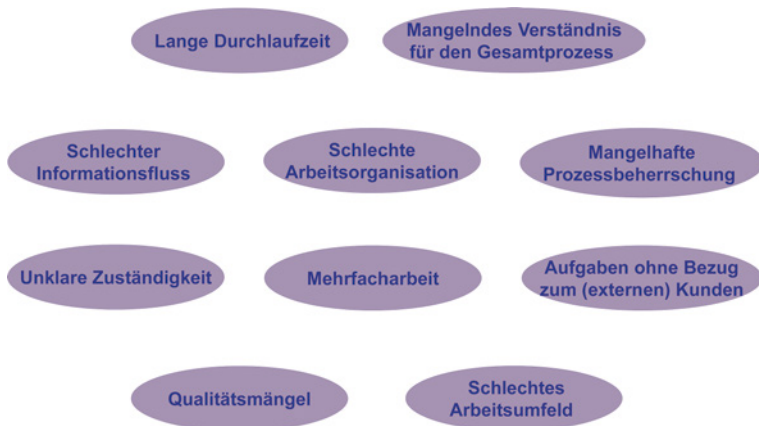 Lange Durchlaufzeit
Mangelndes Verständnis
für den Gesamtprozess
Schlechter
Informationsfluss
Schlechte
Arbeitsorganisation
Mangelhafte
Prozessbeherrschung
Unklare Zuständigkeit
Mehrfacharbeit
Aufgaben ohne Bezug
zum (externen) Kunden
Qualitätsmängel
Schlechtes
Arbeitsumfeld